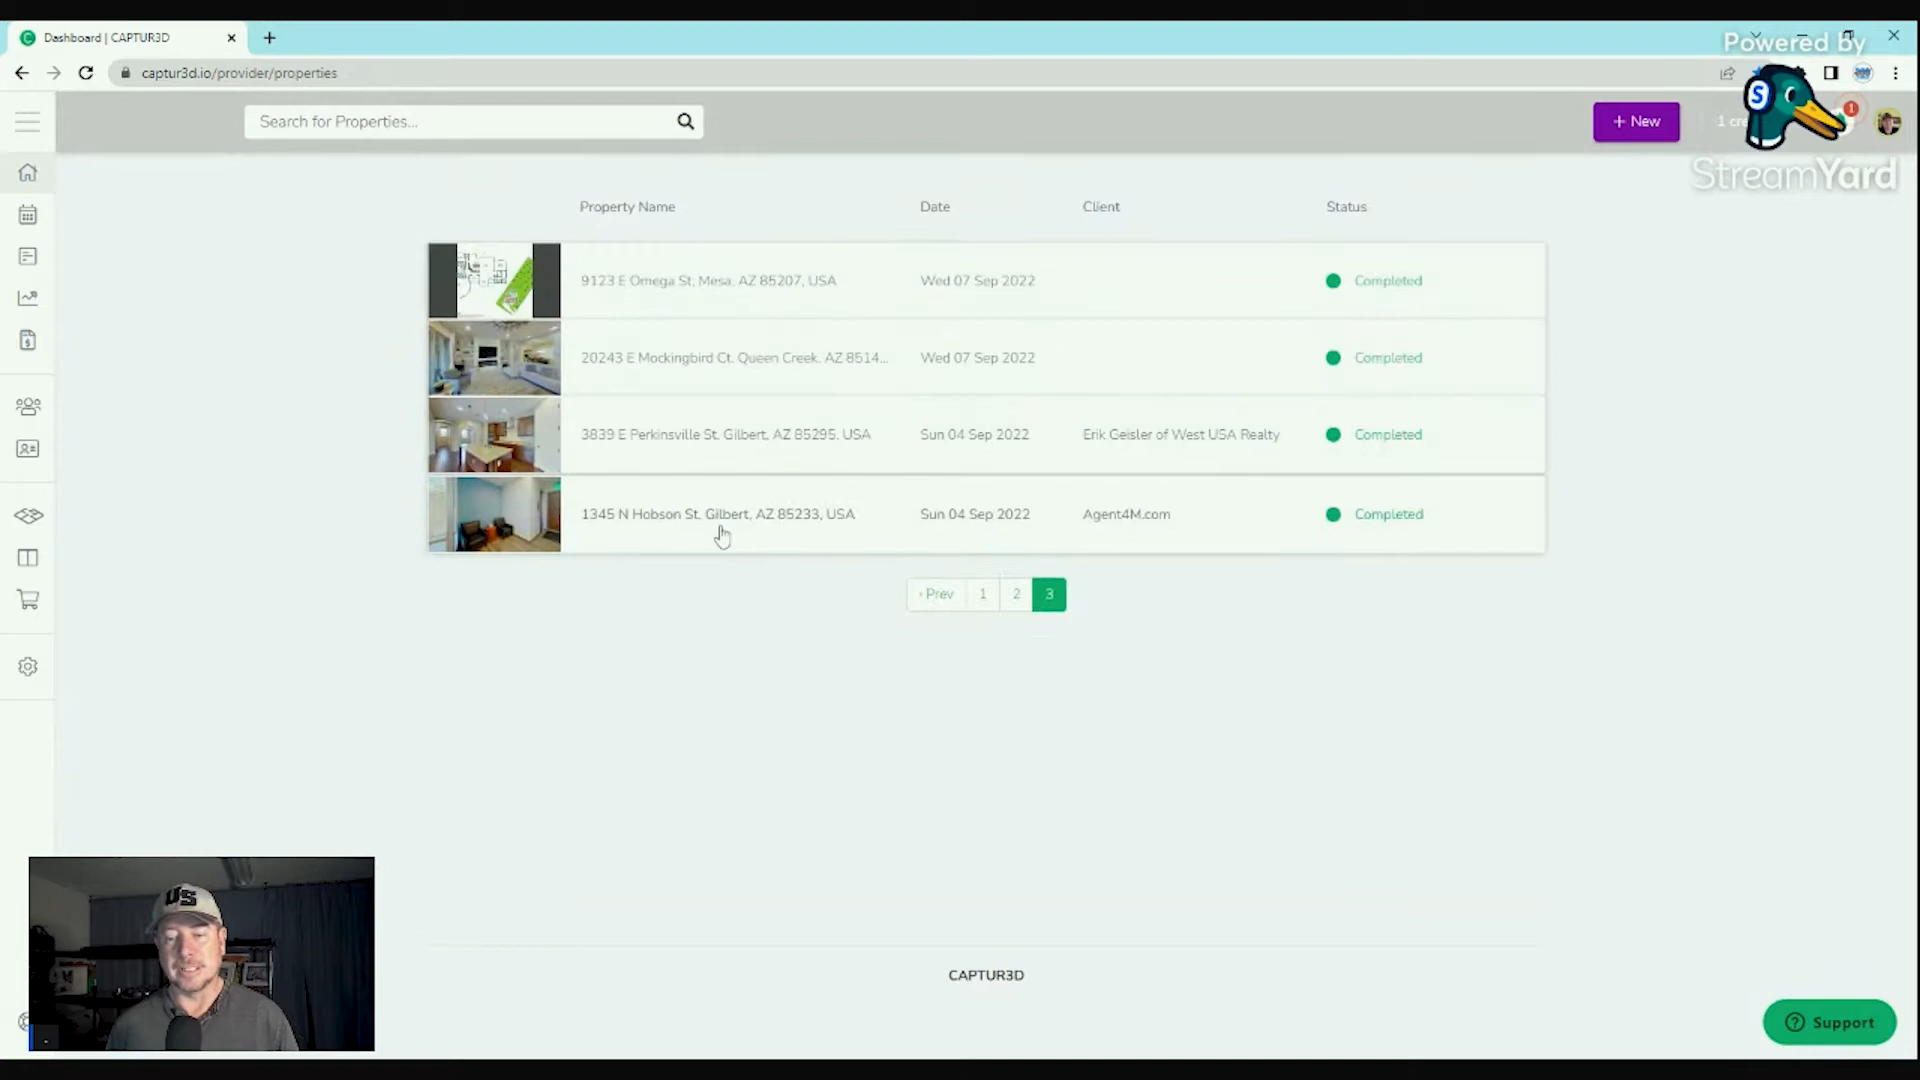 Dashboard | CAPTUR3D
Powered by
captur3d.io/provider/properties
Search for Properties...
+ New
1
StreamYard
Property Name
Date
Client
Status
9123 E Omega St, Mesa, AZ 85207, USA
Wed 07 Sep 2022
Completed
20243 E Mockingbird Ct, Queen Creek, AZ 8514...
Wed 07 Sep 2022
Completed
3839 E Perkinsville St, Gilbert, AZ 85295, USA
Sun 04 Sep 2022
Erik Geisler of West USA Realty
Completed
1345 N Hobson St, Gilbert, AZ 85233, USA
Sun 04 Sep 2022
Agent4M.com
Completed
‹ Prev 1 2 3
CAPTUR3D
US
Support